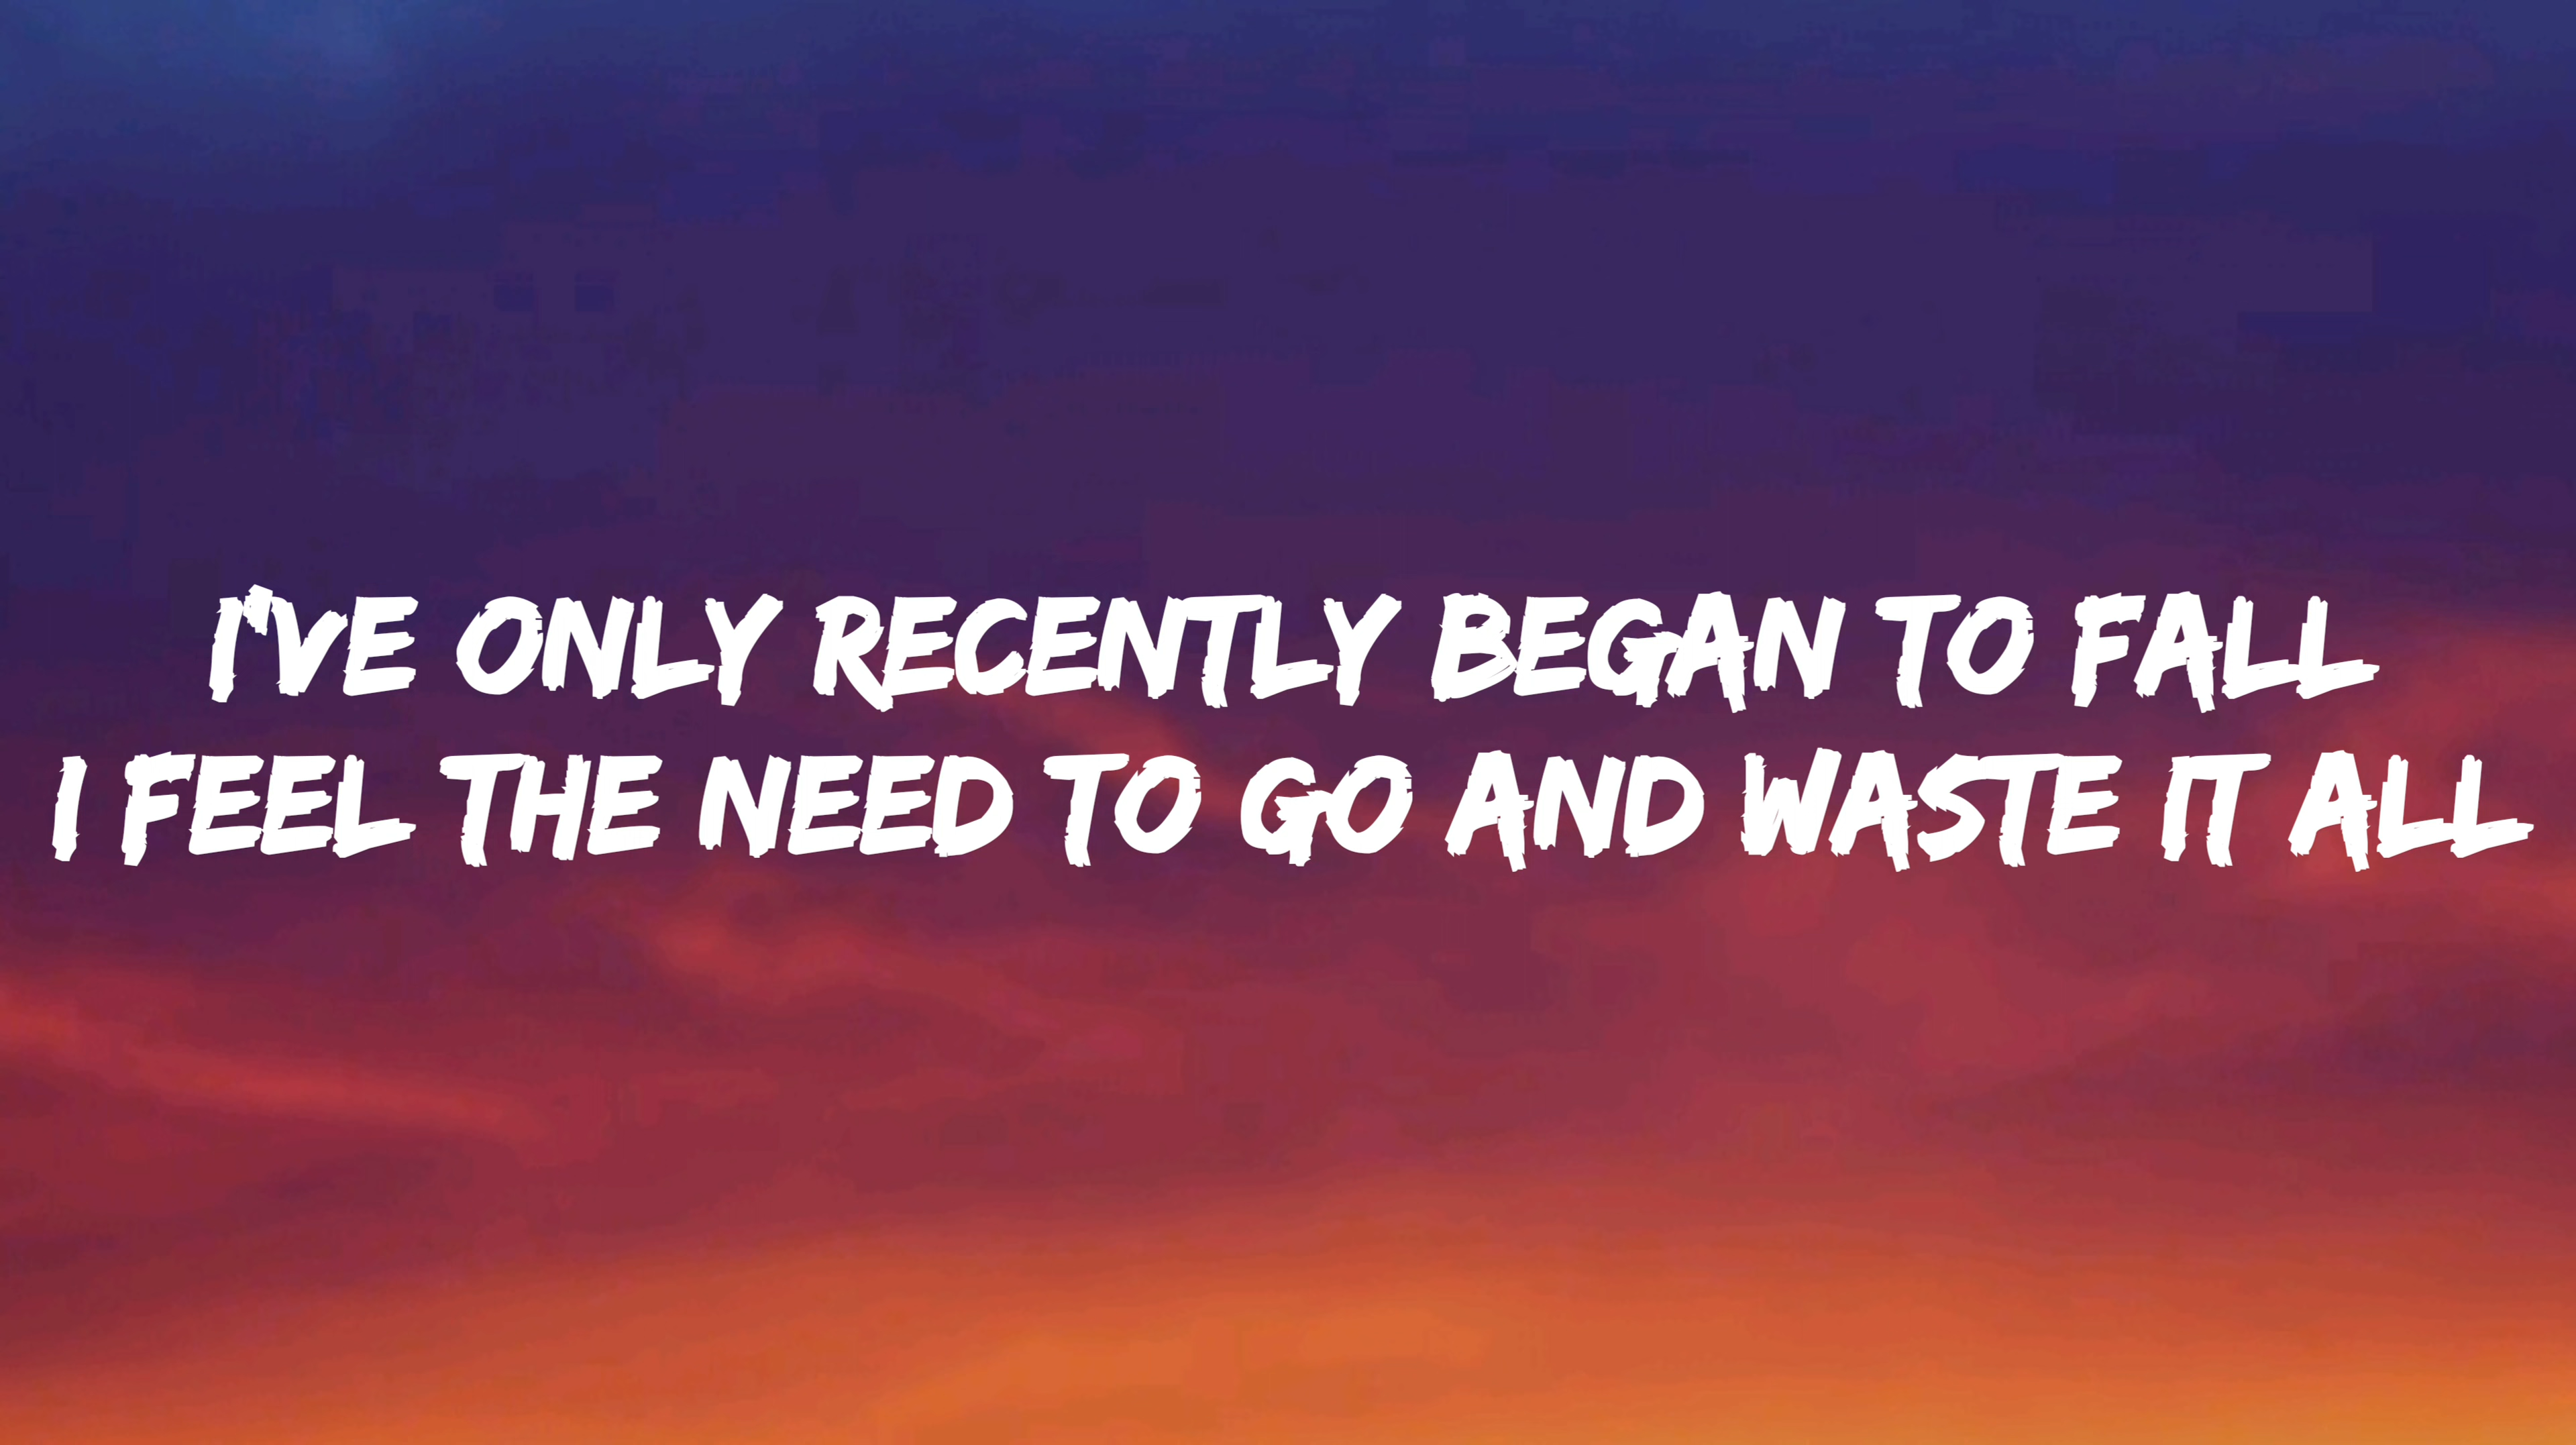 I'VE ONLY RECENTLY BEGAN TO FALL
I FEEL THE NEED TO GO AND WASTE IT ALL